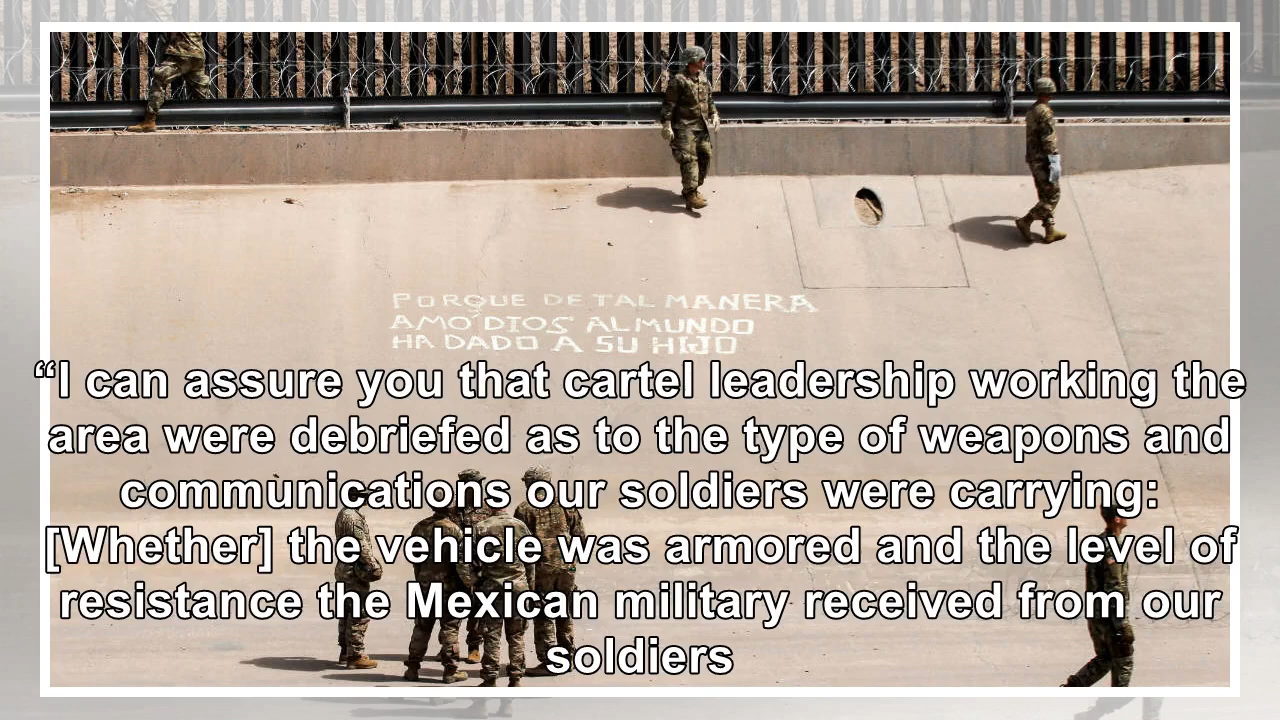 PORQUE DE TAL MANERA
AMO' DIOS AL MUNDO
HA DADO A SU HIJO
“I can assure you that cartel leadership working the
area were debriefed as to the type of weapons and
communications our soldiers were carrying:
[Whether] the vehicle was armored and the level of
resistance the Mexican military received from our
soldiers